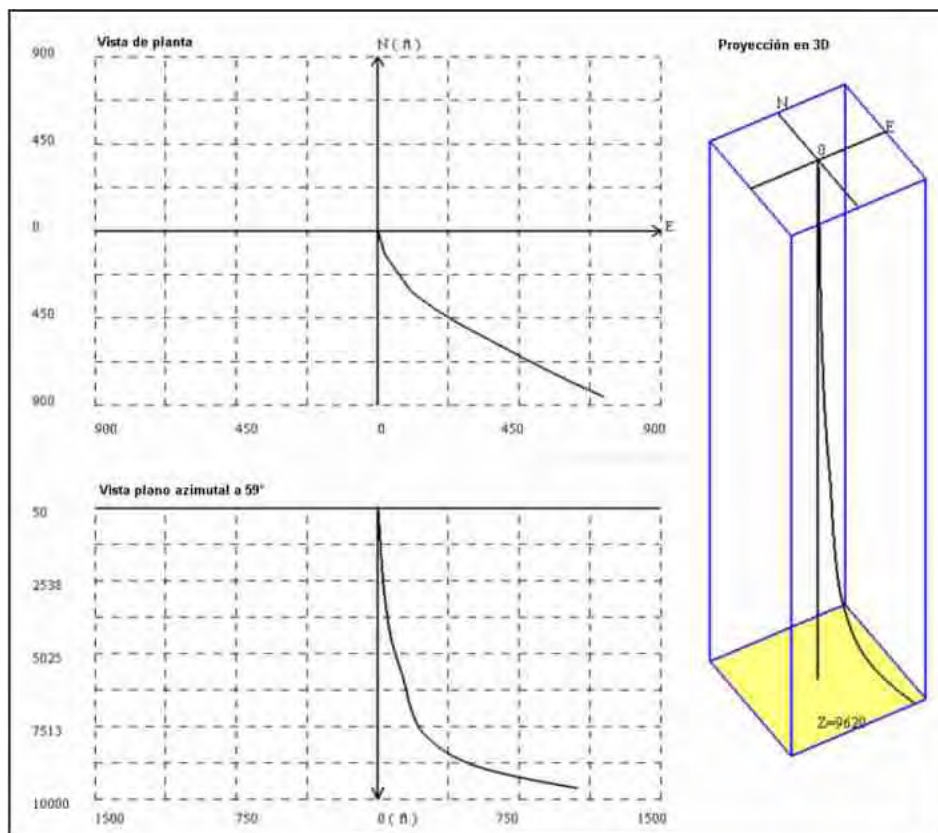 Vista de planta
N ( ft )
900
450
0
E
450
900
900 450 0 450 900
Vista plano azimutal a 59°
50
2538
5025
7513
10000
1500 750 0 ( ft ) 750 1500
Proyección en 3D
N
E
0
Z=9620